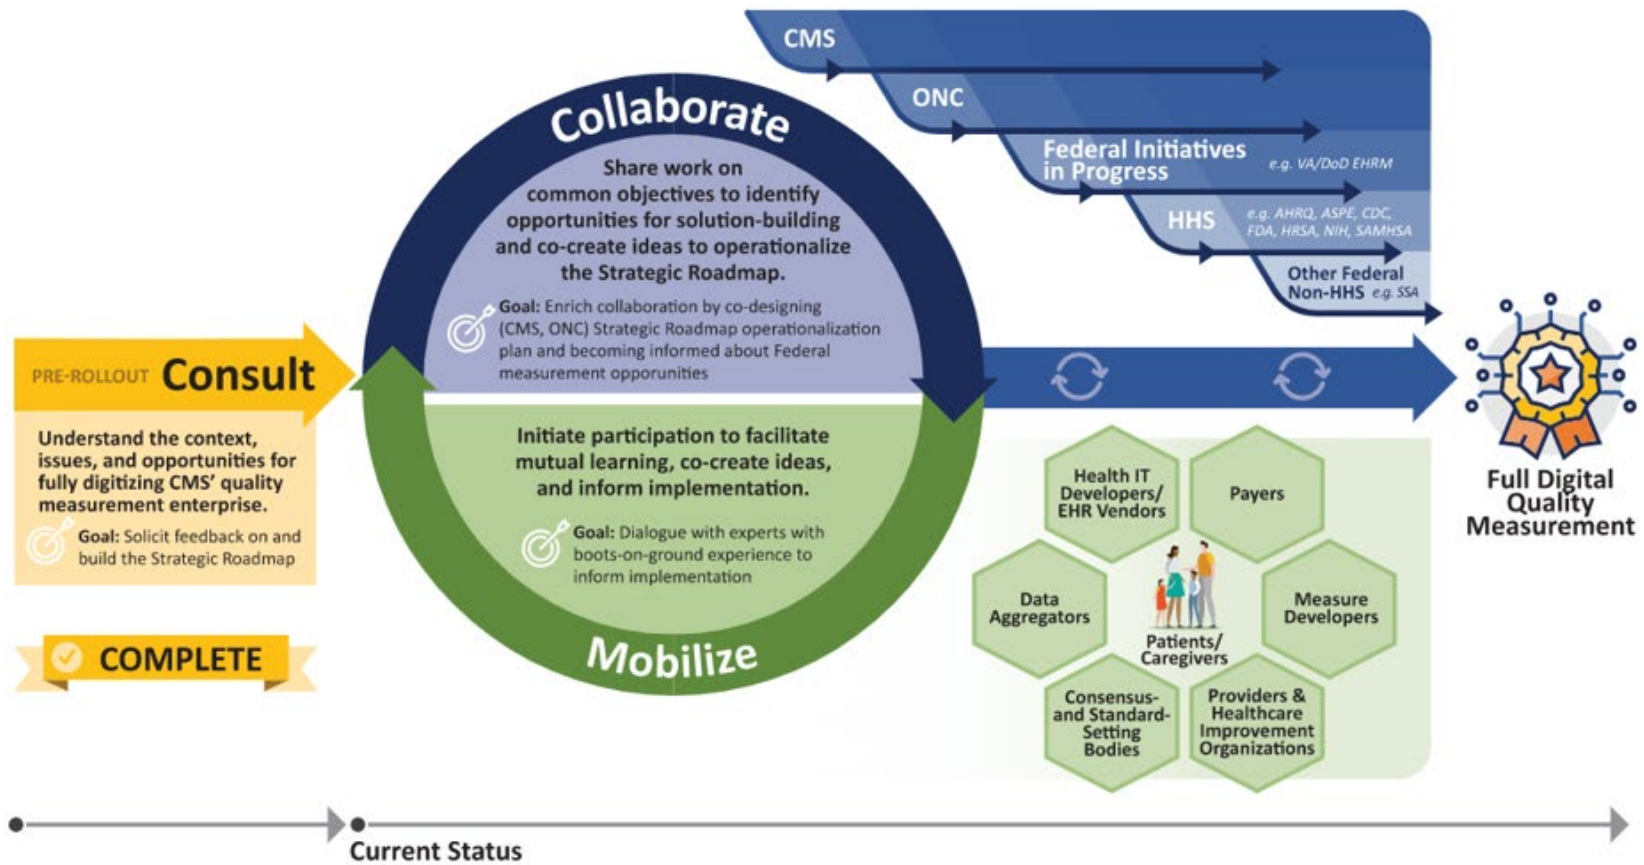 PRE-ROLLOUT Consult
Understand the context,
issues, and opportunities for
fully digitizing CMS' quality
measurement enterprise.
Goal: Solicit feedback on and
build the Strategic Roadmap
COMPLETE
Collaborate
Share work on
common objectives to identify
opportunities for solution-building
and co-create ideas to operationalize
the Strategic Roadmap.
Goal: Enrich collaboration by co-designing
(CMS, ONC) Strategic Roadmap operationalization
plan and becoming informed about Federal
measurement opporunities
Initiate participation to facilitate
mutual learning, co-create ideas,
and inform implementation.
Goal: Dialogue with experts with
boots-on-ground experience to
inform implementation
Mobilize
CMS
ONC
Federal Initiatives
in Progress
e.g. VA/DoD EHRM
HHS
e.g. AHRQ, ASPE, CDC,
FDA, HRSA, NIH, SAMHSA
Other Federal
Non-HHS e.g. SSA
Health IT
Developers/
EHR Vendors
Payers
Data
Aggregators
Patients/
Caregivers
Measure
Developers
Consensus-
and Standard-
Setting
Bodies
Providers &
Healthcare
Improvement
Organizations
Full Digital
Quality
Measurement
Current Status